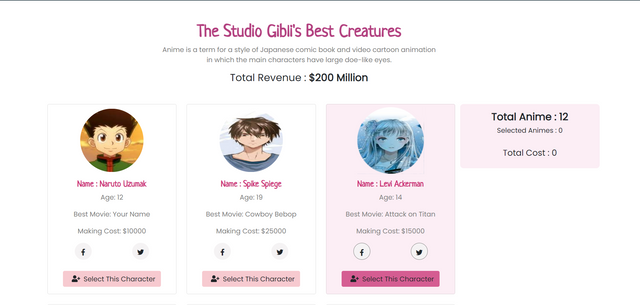 The Studio Gibli's Best Creatures
Anime is a term for a style of Japanese comic book and video cartoon animation
in which the main characters have large doe-like eyes.
Total Revenue : $200 Million
Name : Naruto Uzumak
Age: 12
Best Movie: Your Name
Making Cost: $10000
Select This Character
Name : Spike Spiege
Age: 19
Best Movie: Cowboy Bebop
Making Cost: $25000
Select This Character
Name : Levi Ackerman
Age: 14
Best Movie: Attack on Titan
Making Cost: $15000
Select This Character
Total Anime : 12
Selected Animes : 0
Total Cost : 0